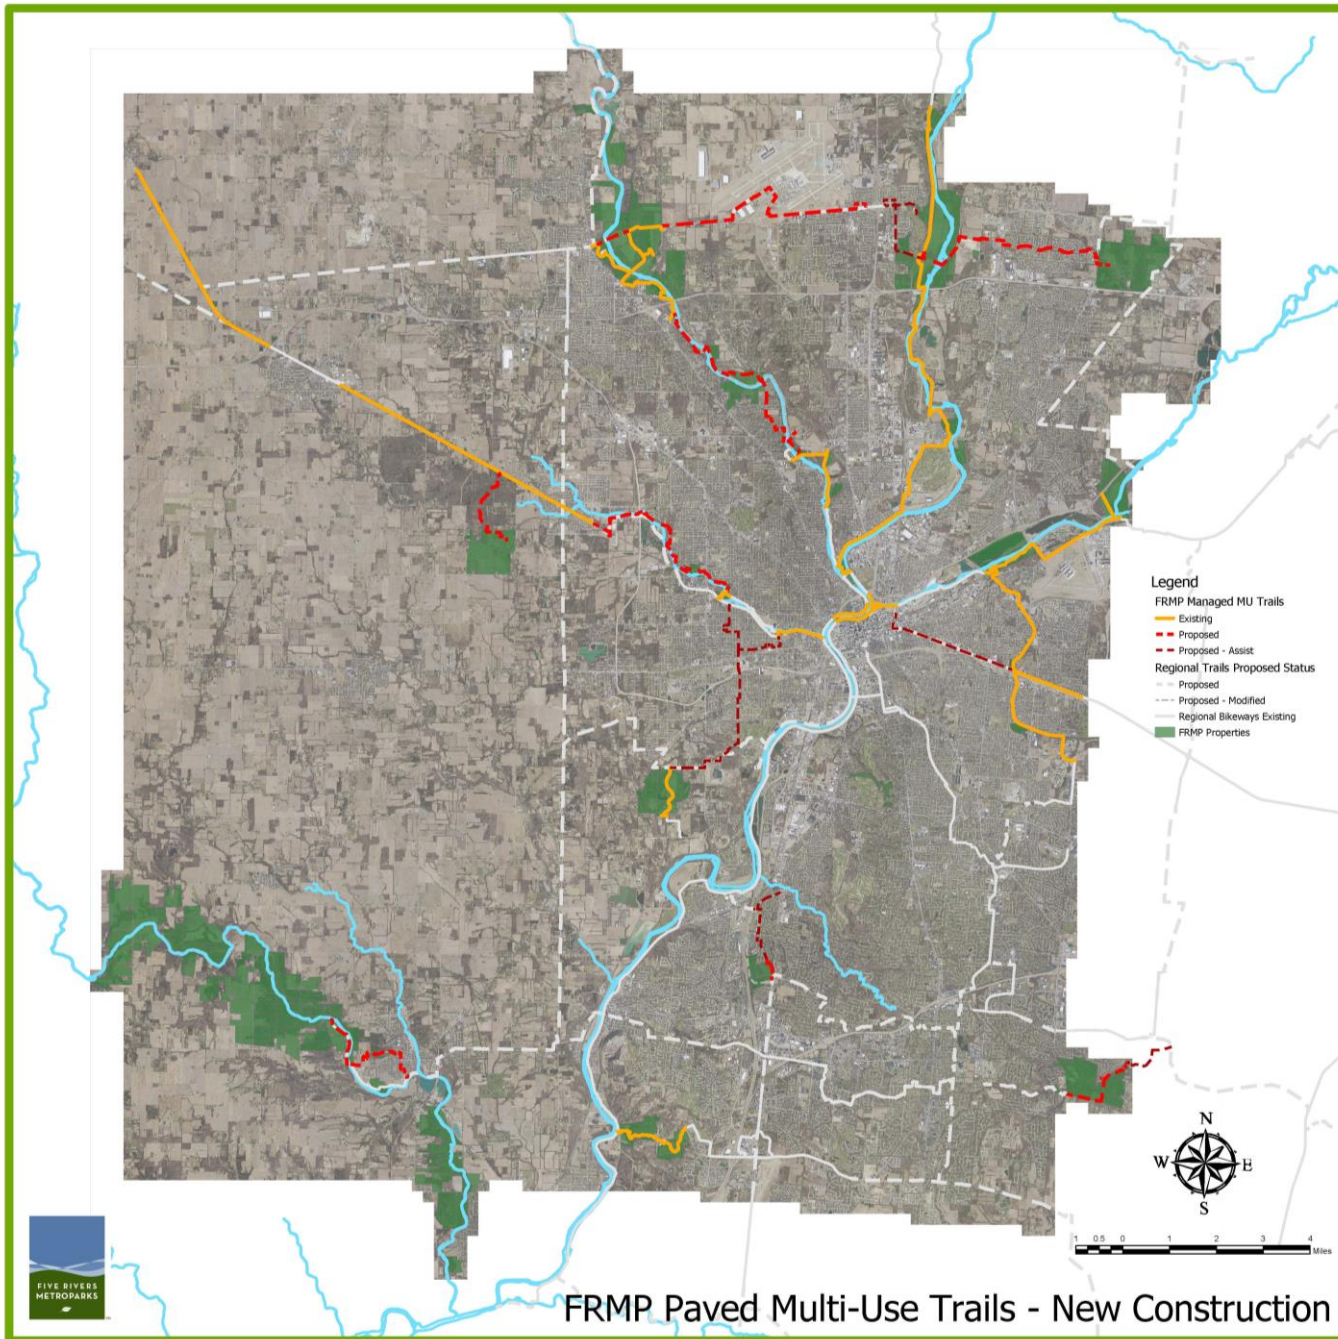 Legend
FRMP Managed MU Trails
Existing
Proposed
Proposed - Assist
Regional Trails Proposed Status
Proposed
Proposed - Modified
Regional Bikeways Existing
FRMP Properties
N
W E
S
1 0.5 0 1 2 3 4
Miles
FIVE RIVERS
METROPARKS
FRMP Paved Multi-Use Trails - New Construction